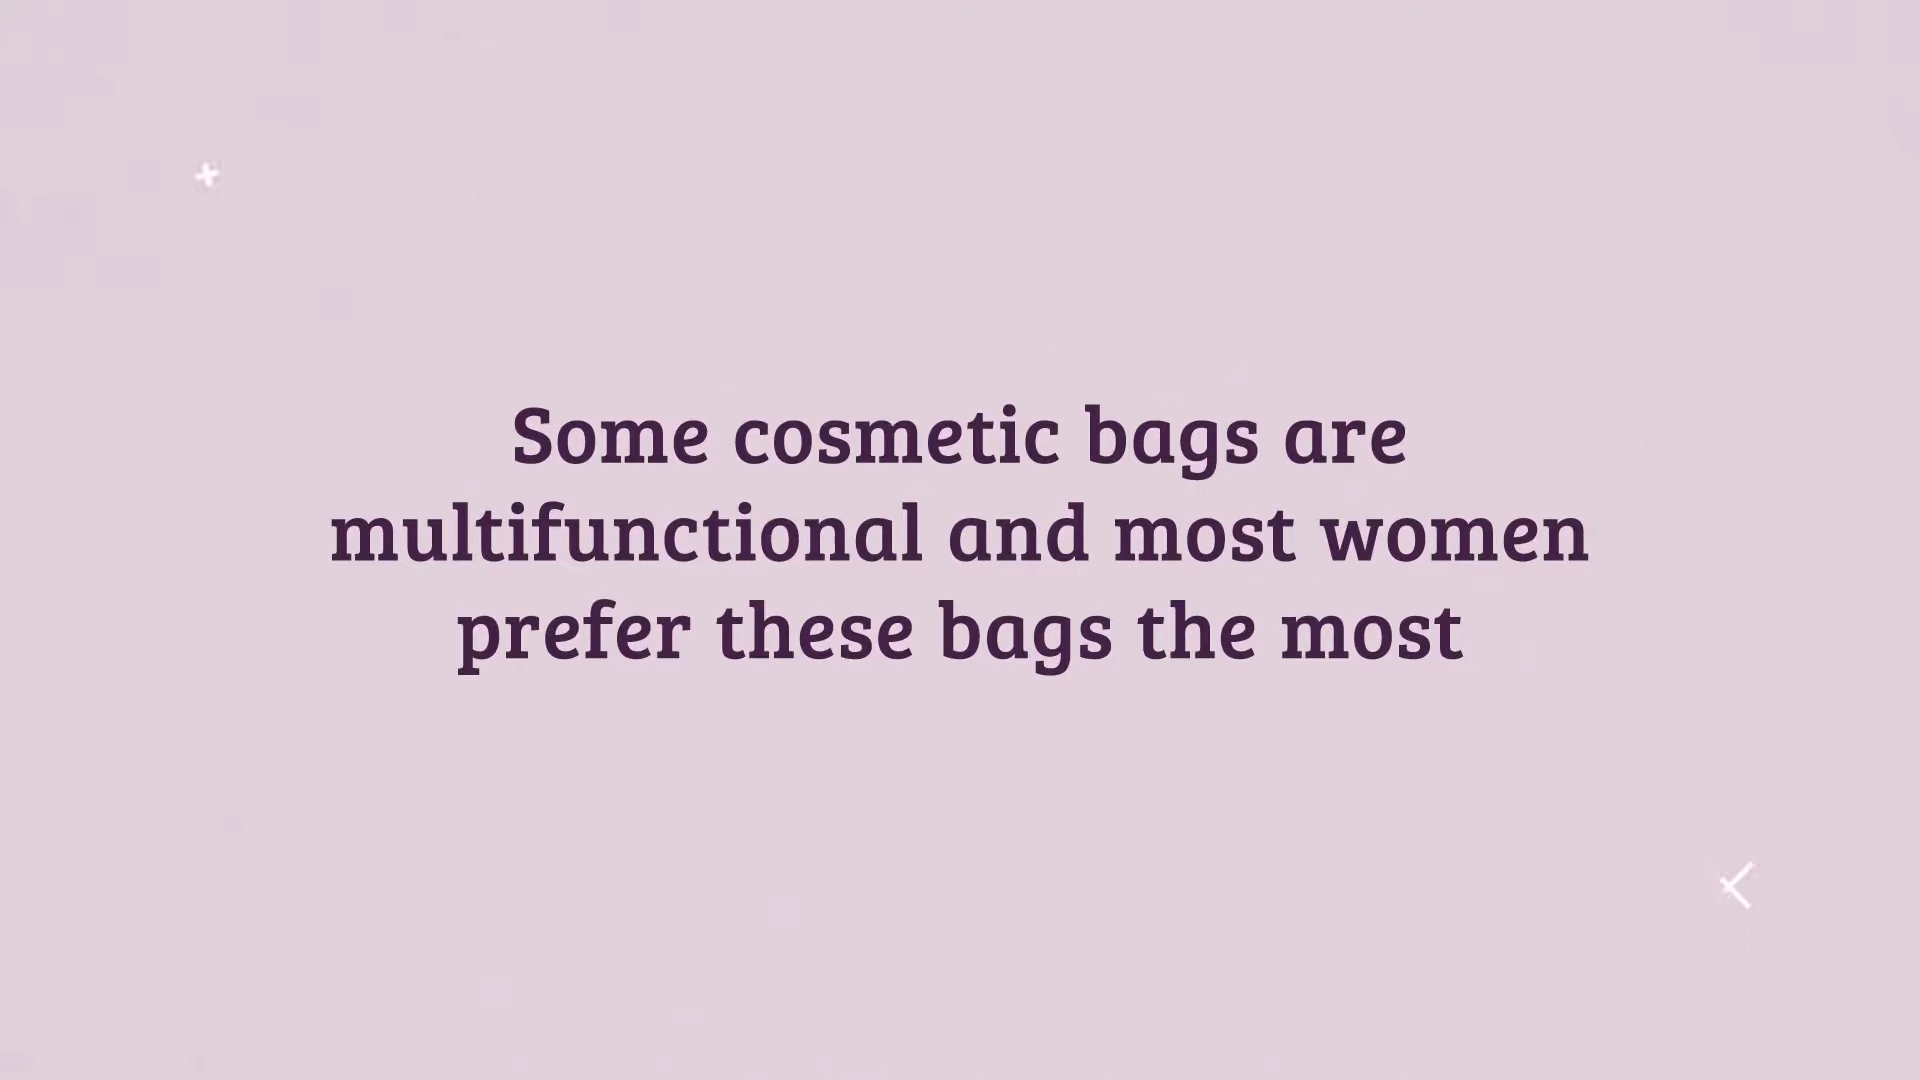 Some cosmetic bags are
multifunctional and most women
prefer these bags the most